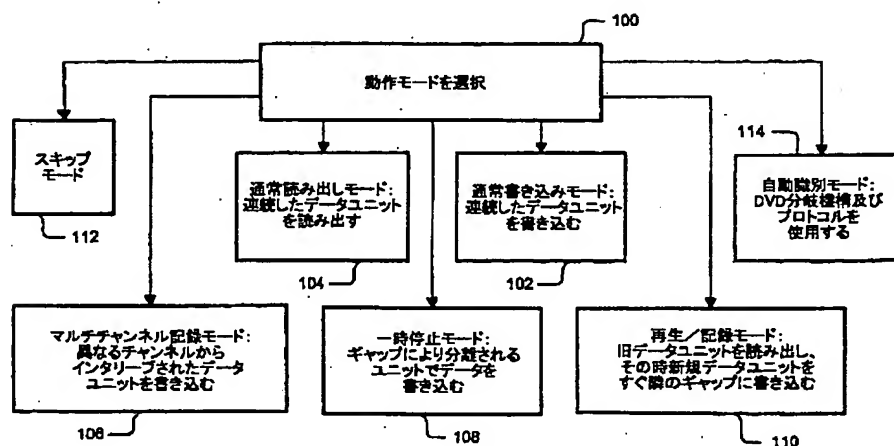 100
動作モードを選択
スキップ
モード
112
通常読み出しモード:
連続したデータユニット
を読み出す
104
通常書き込みモード:
連続したデータユニット
を書き込む
102
114
自動識別モード:
DVD分岐機構及び
プロトコルを
使用する
マルチチャンネル記録モード:
異なるチャンネルから
インタリーブされたデータ
ユニットを書き込む
106
一時停止モード:
ギャップにより分離される
ユニットでデータを
書き込む
108
再生/記録モード:
旧データユニットを読み出し、
その時新規データユニットを
すぐ隣のギャップに書き込む
110